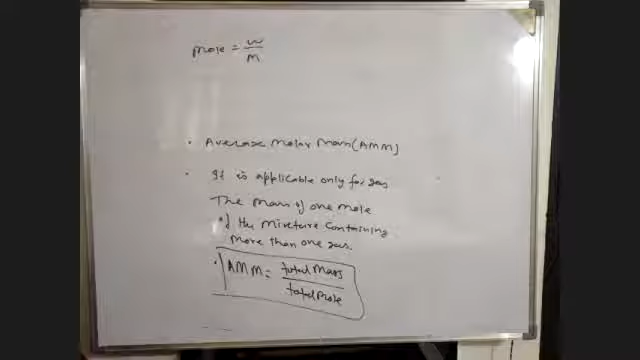 mole = w/M
• Average Molar Mass (AMM)
• It is applicable only for gas
The mass of one mole
of the mixture containing
more than one gas.
• AMM = total Mass / total mole